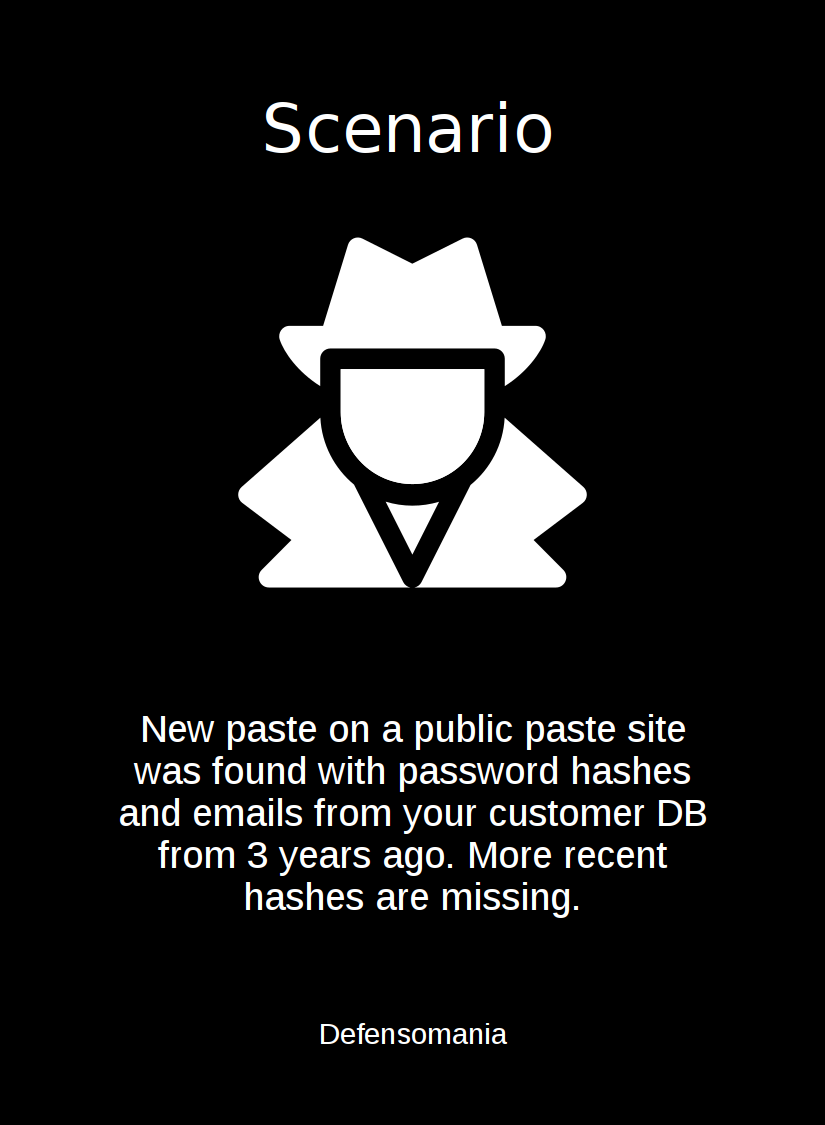 Scenario
New paste on a public paste site
was found with password hashes
and emails from your customer DB
from 3 years ago. More recent
hashes are missing.
Defensomania